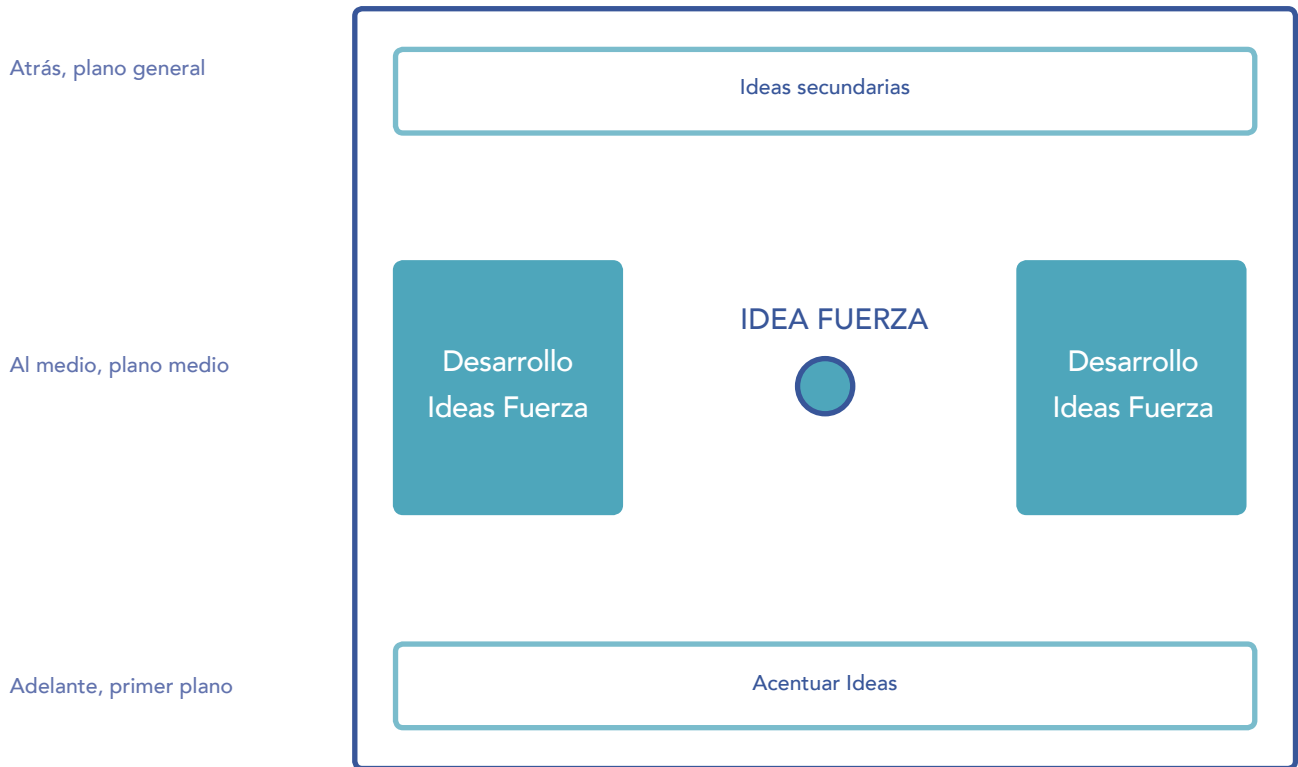 Atrás, plano general
Ideas secundarias
IDEA FUERZA
Desarrollo
Ideas Fuerza
Desarrollo
Ideas Fuerza
Al medio, plano medio
Adelante, primer plano
Acentuar Ideas